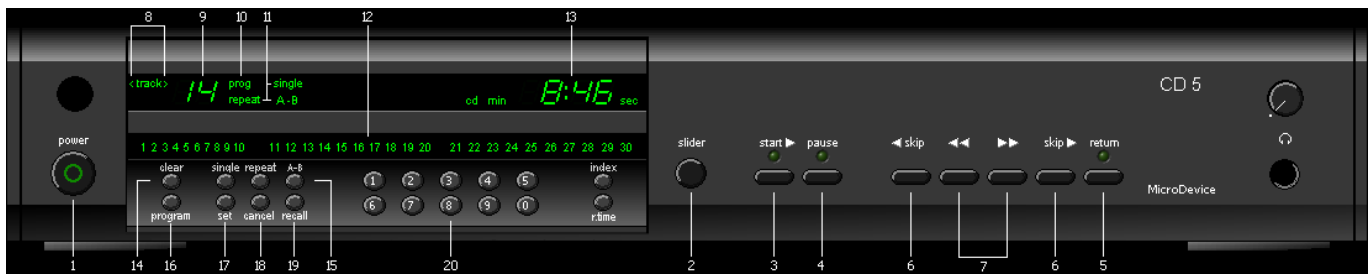 8 9 10 11 12 13
<track> 14 prog single
repeat A-B
cd min 8:46 sec
CD 5
power
1 2 3 4 5 6 7 8 9 10 11 12 13 14 15 16 17 18 19 20 21 22 23 24 25 26 27 28 29 30
slider start ▶ pause ◀ skip ◀◀ ▶▶ skip ▶ return
clear single repeat A-B index
1 2 3 4 5
MicroDevice
6 7 8 9 0
program set cancel recall r.time
1 14 16 17 18 19 15 20 2 3 4 6 7 6 5